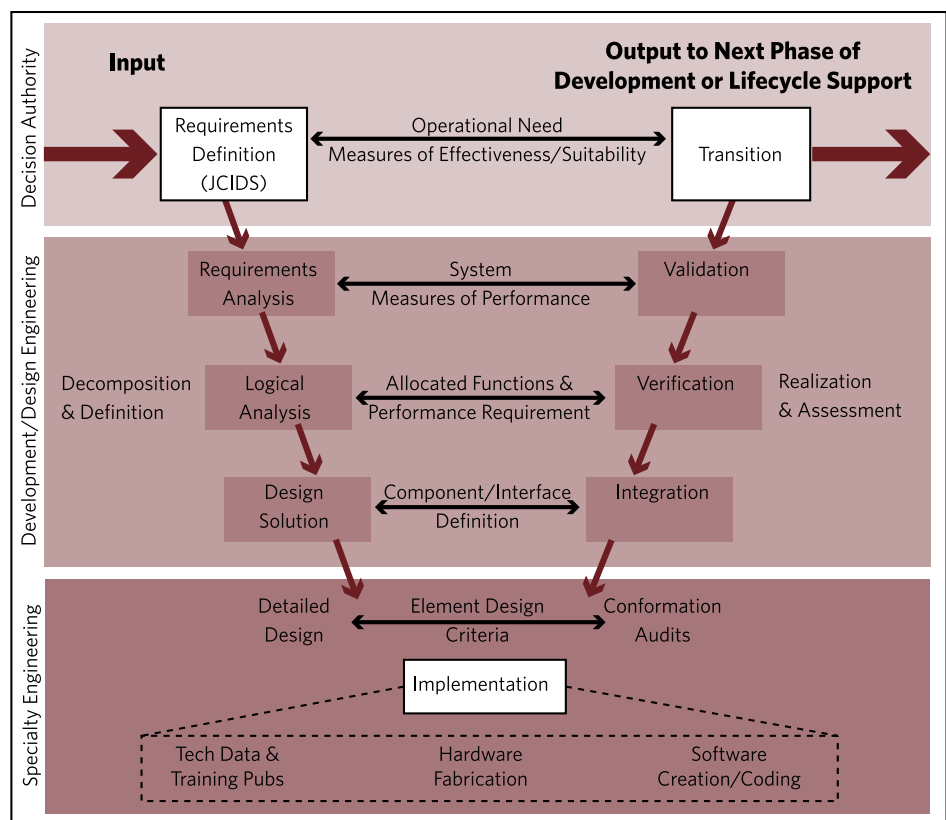 Decision Authority
Input
Output to Next Phase of
Development or Lifecycle Support
Requirements
Definition
(JCIDS)
Operational Need
Measures of Effectiveness/Suitability
Transition
Development/Design Engineering
Requirements
Analysis
System
Measures of Performance
Validation
Decomposition
& Definition
Logical
Analysis
Allocated Functions &
Performance Requirement
Verification
Realization
& Assessment
Design
Solution
Component/Interface
Definition
Integration
Specialty Engineering
Detailed
Design
Element Design
Criteria
Conformation
Audits
Implementation
Tech Data &
Training Pubs
Hardware
Fabrication
Software
Creation/Coding